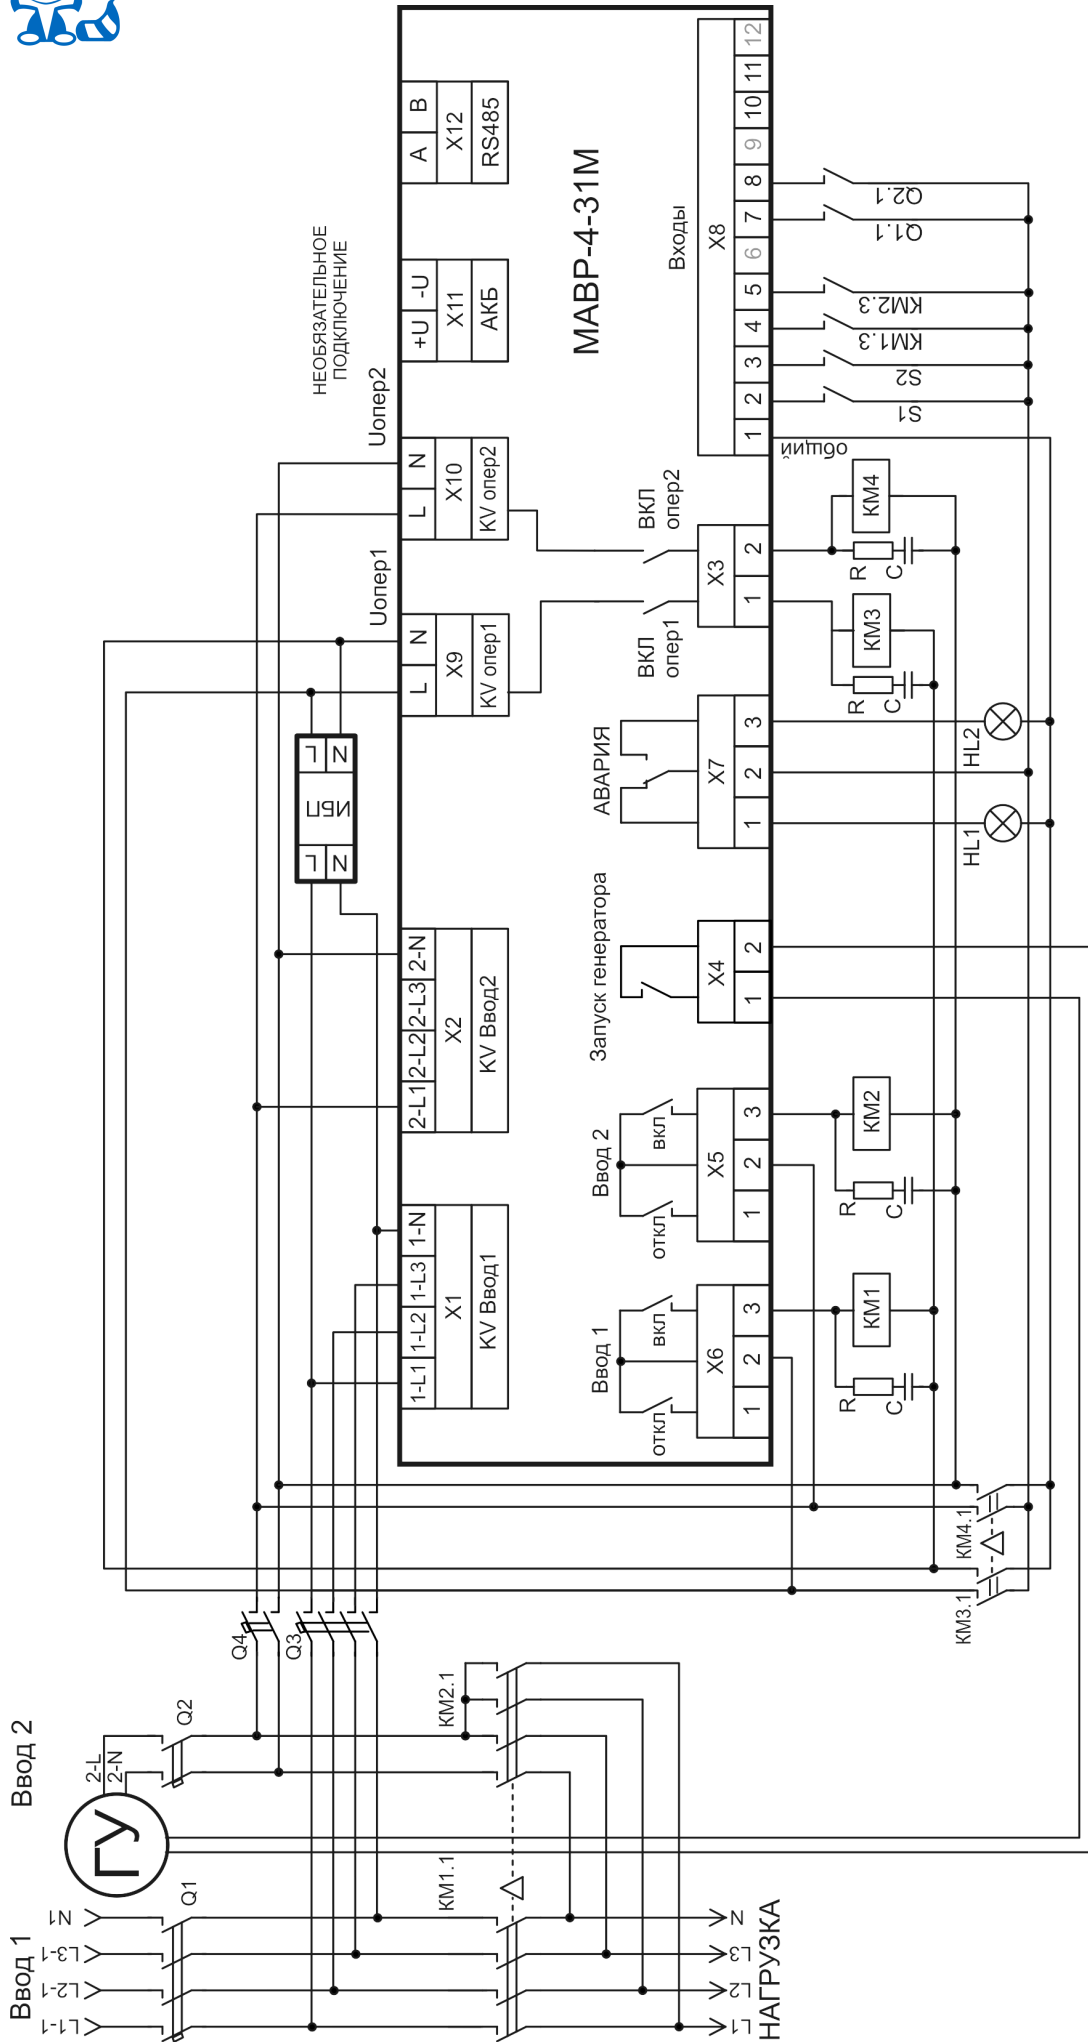 Ввод 1
L1-1
L2-1
L3-1
N1
Q1
Ввод 2
ГУ
2-L
2-N
Q2
Q4
Q3
KM1.1
KM2.1
L1
L2
L3
N
НАГРУЗКА
KM3.1
KM4.1
МАВР-4-31М
1-L1
1-L2
1-L3
1-N
X1
KV Ввод1
2-L1
2-L2
2-L3
2-N
X2
KV Ввод2
L
N
ИБП
L
N
Uопер1
L
N
X9
KV опер1
Uопер2
L
N
X10
KV опер2
НЕОБЯЗАТЕЛЬНОЕ
ПОДКЛЮЧЕНИЕ
+U
-U
X11
АКБ
A
B
X12
RS485
Ввод 1
откл
вкл
X6
1
2
3
Ввод 2
откл
вкл
X5
1
2
3
Запуск генератора
X4
1
2
АВАРИЯ
X7
1
2
3
ВКЛ
опер1
ВКЛ
опер2
X3
1
2
Входы
X8
1
2
3
4
5
6
7
8
9
10
11
12
общий
S1
S2
KM1.3
KM2.3
Q1.1
Q2.1
R
C
KM1
R
C
KM2
HL1
HL2
R
C
KM3
R
C
KM4